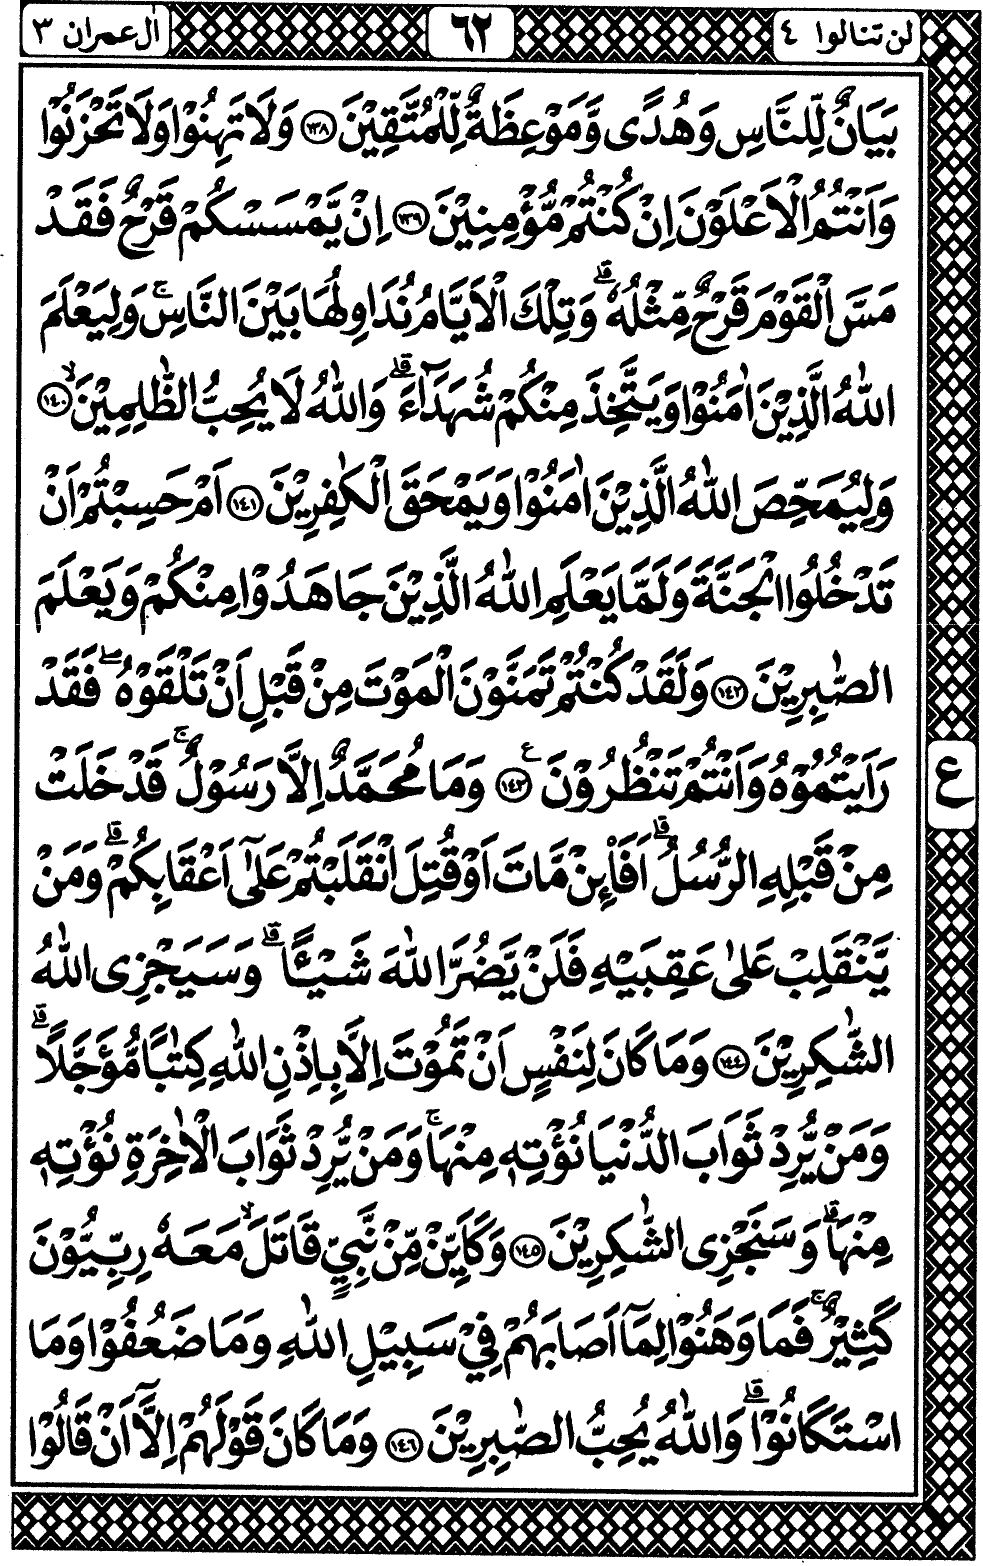 لن تنالوا ٤
٦٢
اٰل عمران ٣
بَيَانٌ لِّلنَّاسِ وَهُدًى وَّمَوْعِظَةٌ لِّلْمُتَّقِيْنَ ﴿١٣٨﴾ وَلَا تَهِنُوْا وَلَا تَحْزَنُوْا
وَاَنْتُمُ الْاَعْلَوْنَ اِنْ كُنْتُمْ مُّؤْمِنِيْنَ ﴿١٣٩﴾ اِنْ يَّمْسَسْكُمْ قَرْحٌ فَقَدْ
مَسَّ الْقَوْمَ قَرْحٌ مِّثْلُهٗ ؕ وَتِلْكَ الْاَيَّامُ نُدَاوِلُهَا بَيْنَ النَّاسِ ۚ وَلِيَعْلَمَ
اللّٰهُ الَّذِيْنَ اٰمَنُوْا وَيَتَّخِذَ مِنْكُمْ شُهَدَآءَ ؕ وَاللّٰهُ لَا يُحِبُّ الظّٰلِمِيْنَ ۙ﴿١٤٠﴾
وَلِيُمَحِّصَ اللّٰهُ الَّذِيْنَ اٰمَنُوْا وَيَمْحَقَ الْكٰفِرِيْنَ ﴿١٤١﴾ اَمْ حَسِبْتُمْ اَنْ
تَدْخُلُوا الْجَنَّةَ وَلَمَّا يَعْلَمِ اللّٰهُ الَّذِيْنَ جَاهَدُوْا مِنْكُمْ وَيَعْلَمَ
الصّٰبِرِيْنَ ﴿١٤٢﴾ وَلَقَدْ كُنْتُمْ تَمَنَّوْنَ الْمَوْتَ مِنْ قَبْلِ اَنْ تَلْقَوْهُ ۪ فَقَدْ
رَاَيْتُمُوْهُ وَاَنْتُمْ تَنْظُرُوْنَ ﴿١٤٣﴾ع وَمَا مُحَمَّدٌ اِلَّا رَسُوْلٌ ۚ قَدْ خَلَتْ
ع
مِنْ قَبْلِهِ الرُّسُلُ ؕ اَفَا۟ئِنْ مَّاتَ اَوْ قُتِلَ انْقَلَبْتُمْ عَلٰٓى اَعْقَابِكُمْ ؕ وَمَنْ
يَّنْقَلِبْ عَلٰى عَقِبَيْهِ فَلَنْ يَّضُرَّ اللّٰهَ شَيْـًٔا ؕ وَسَيَجْزِى اللّٰهُ
الشّٰكِرِيْنَ ﴿١٤٤﴾ وَمَا كَانَ لِنَفْسٍ اَنْ تَمُوْتَ اِلَّا بِاِذْنِ اللّٰهِ كِتٰبًا مُّؤَجَّلًا ؕ
وَمَنْ يُّرِدْ ثَوَابَ الدُّنْيَا نُؤْتِهٖ مِنْهَا ۚ وَمَنْ يُّرِدْ ثَوَابَ الْاٰخِرَةِ نُؤْتِهٖ
مِنْهَا ؕ وَسَنَجْزِى الشّٰكِرِيْنَ ﴿١٤٥﴾ وَكَاَيِّنْ مِّنْ نَّبِيٍّ قٰتَلَ ۙ مَعَهٗ رِبِّيُّوْنَ
كَثِيْرٌ ۚ فَمَا وَهَنُوْا لِمَآ اَصَابَهُمْ فِيْ سَبِيْلِ اللّٰهِ وَمَا ضَعُفُوْا وَمَا
اسْتَكَانُوْا ؕ وَاللّٰهُ يُحِبُّ الصّٰبِرِيْنَ ﴿١٤٦﴾ وَمَا كَانَ قَوْلَهُمْ اِلَّآ اَنْ قَالُوْا